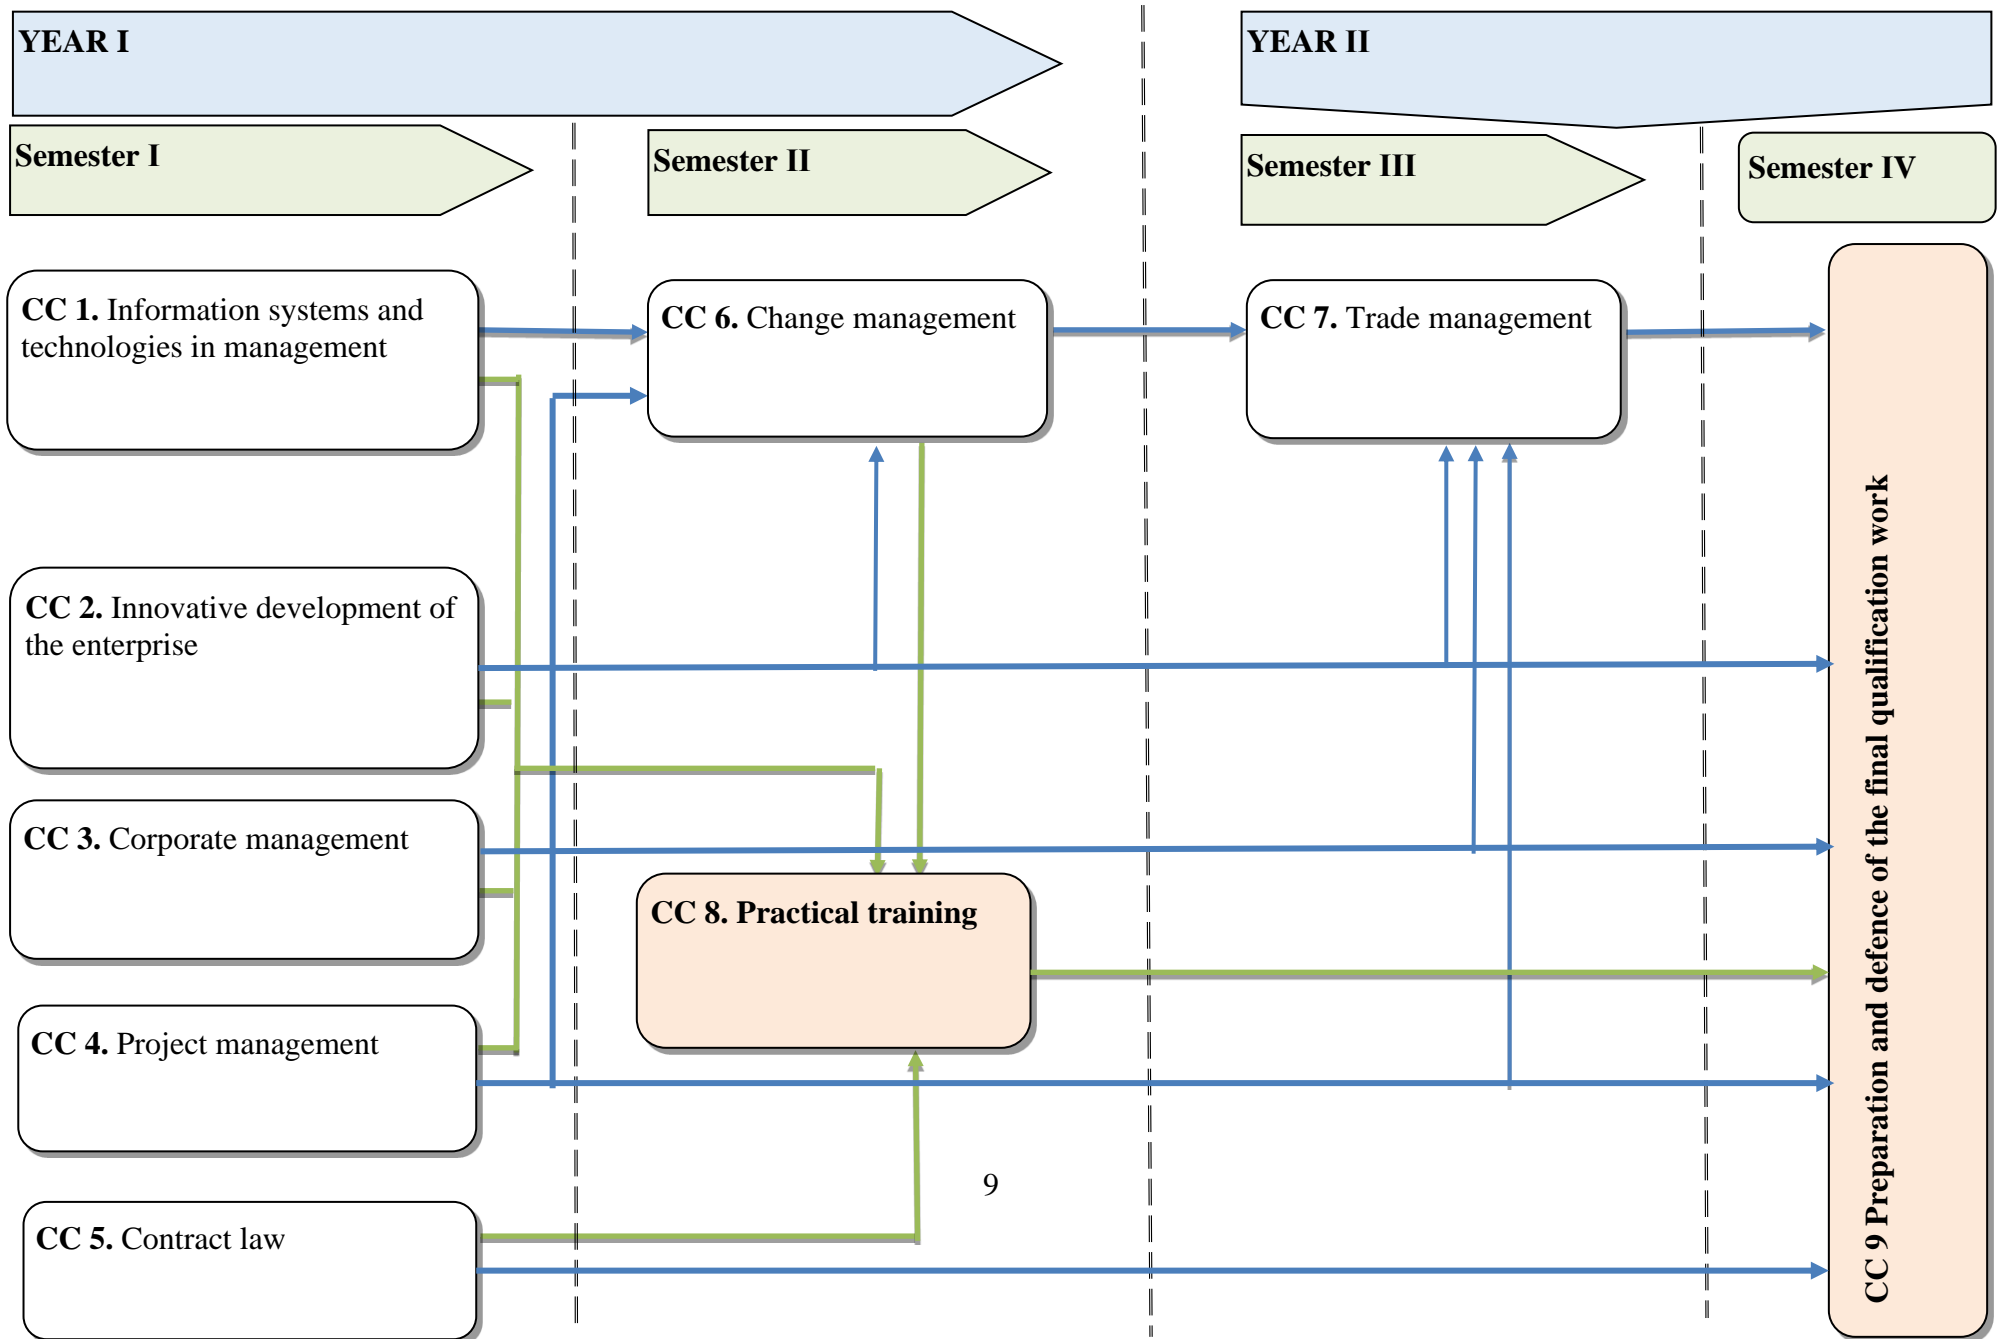 YEAR I
YEAR II
Semester I
Semester II
Semester III
Semester IV
CC 1. Information systems and
technologies in management
CC 6. Change management
CC 7. Trade management
CC 2. Innovative development of
the enterprise
CC 3. Corporate management
CC 8. Practical training
CC 4. Project management
CC 5. Contract law
CC 9 Preparation and defence of the final qualification work
9